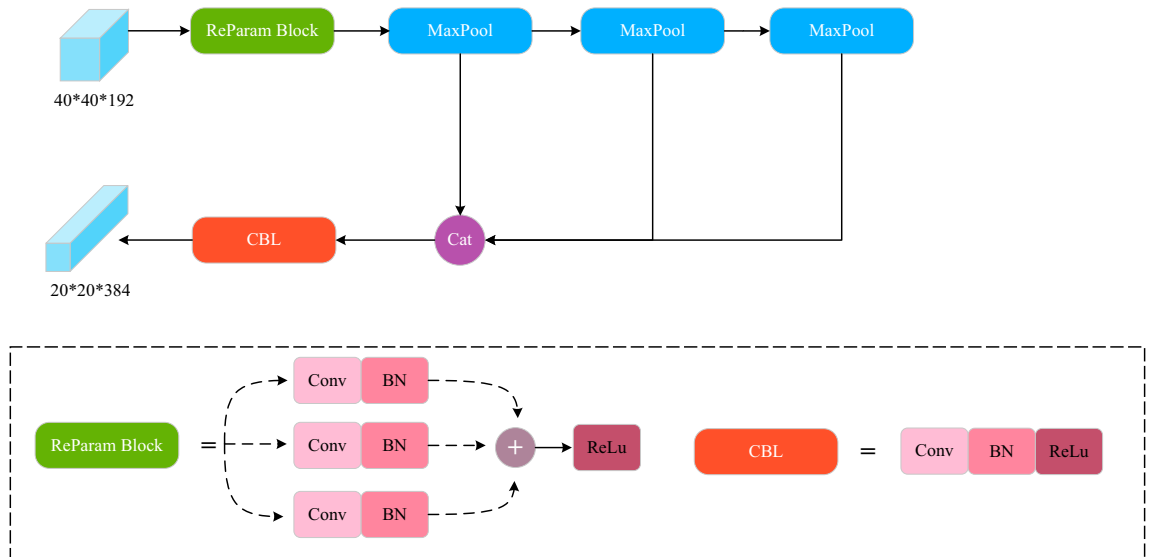 ReParam Block
MaxPool
MaxPool
MaxPool
40*40*192
CBL
Cat
20*20*384
Conv BN
ReParam Block = Conv BN + ReLu
Conv BN
CBL = Conv BN ReLu